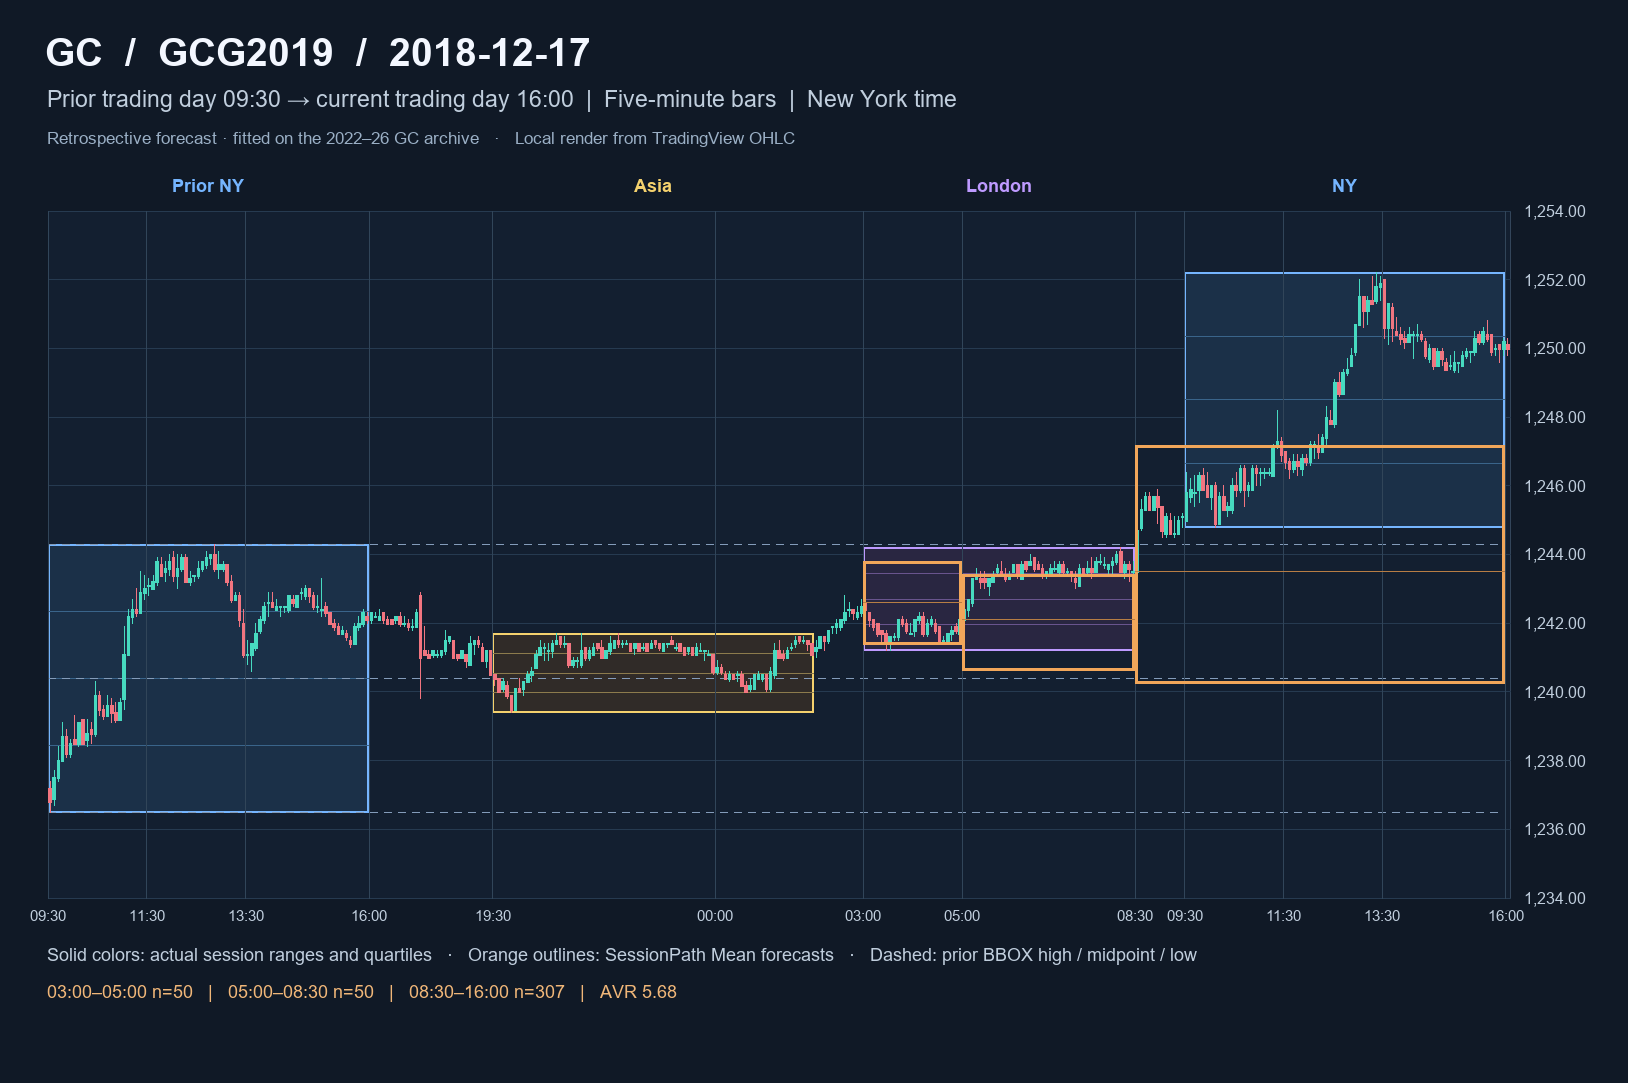 GC / GCG2019 / 2018-12-17
Prior trading day 09:30 → current trading day 16:00 | Five-minute bars | New York time
Retrospective forecast · fitted on the 2022–26 GC archive · Local render from TradingView OHLC
Prior NY Asia London NY
1,254.00
1,252.00
1,250.00
1,248.00
1,246.00
1,244.00
1,242.00
1,240.00
1,238.00
1,236.00
1,234.00
09:30 11:30 13:30 16:00 19:30 00:00 03:00 05:00 08:30 09:30 11:30 13:30 16:00
Solid colors: actual session ranges and quartiles · Orange outlines: SessionPath Mean forecasts · Dashed: prior BBOX high / midpoint / low
03:00–05:00 n=50 | 05:00–08:30 n=50 | 08:30–16:00 n=307 | AVR 5.68